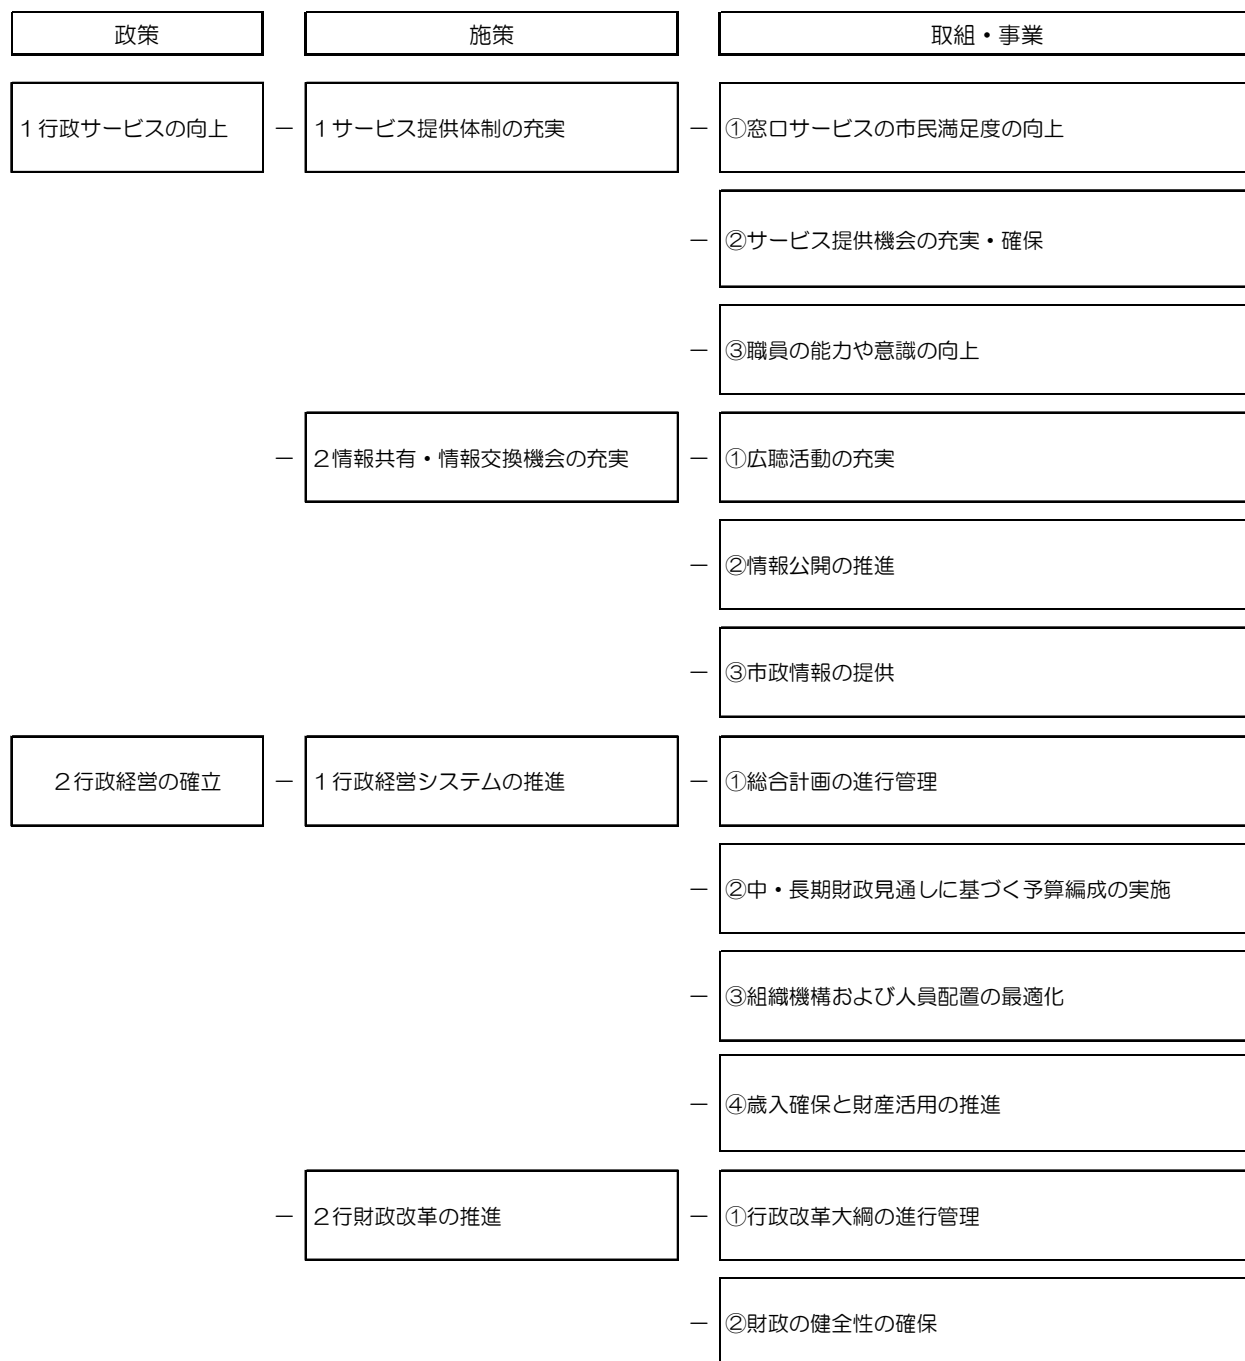 政策 施策 取組・事業
１行政サービスの向上 － １サービス提供体制の充実 － ①窓口サービスの市民満足度の向上
－ ②サービス提供機会の充実・確保
－ ③職員の能力や意識の向上
－ ２情報共有・情報交換機会の充実 － ①広聴活動の充実
－ ②情報公開の推進
－ ③市政情報の提供
２行政経営の確立 － １行政経営システムの推進 － ①総合計画の進行管理
－ ②中・長期財政見通しに基づく予算編成の実施
－ ③組織機構および人員配置の最適化
－ ④歳入確保と財産活用の推進
－ ２行財政改革の推進 － ①行政改革大綱の進行管理
－ ②財政の健全性の確保